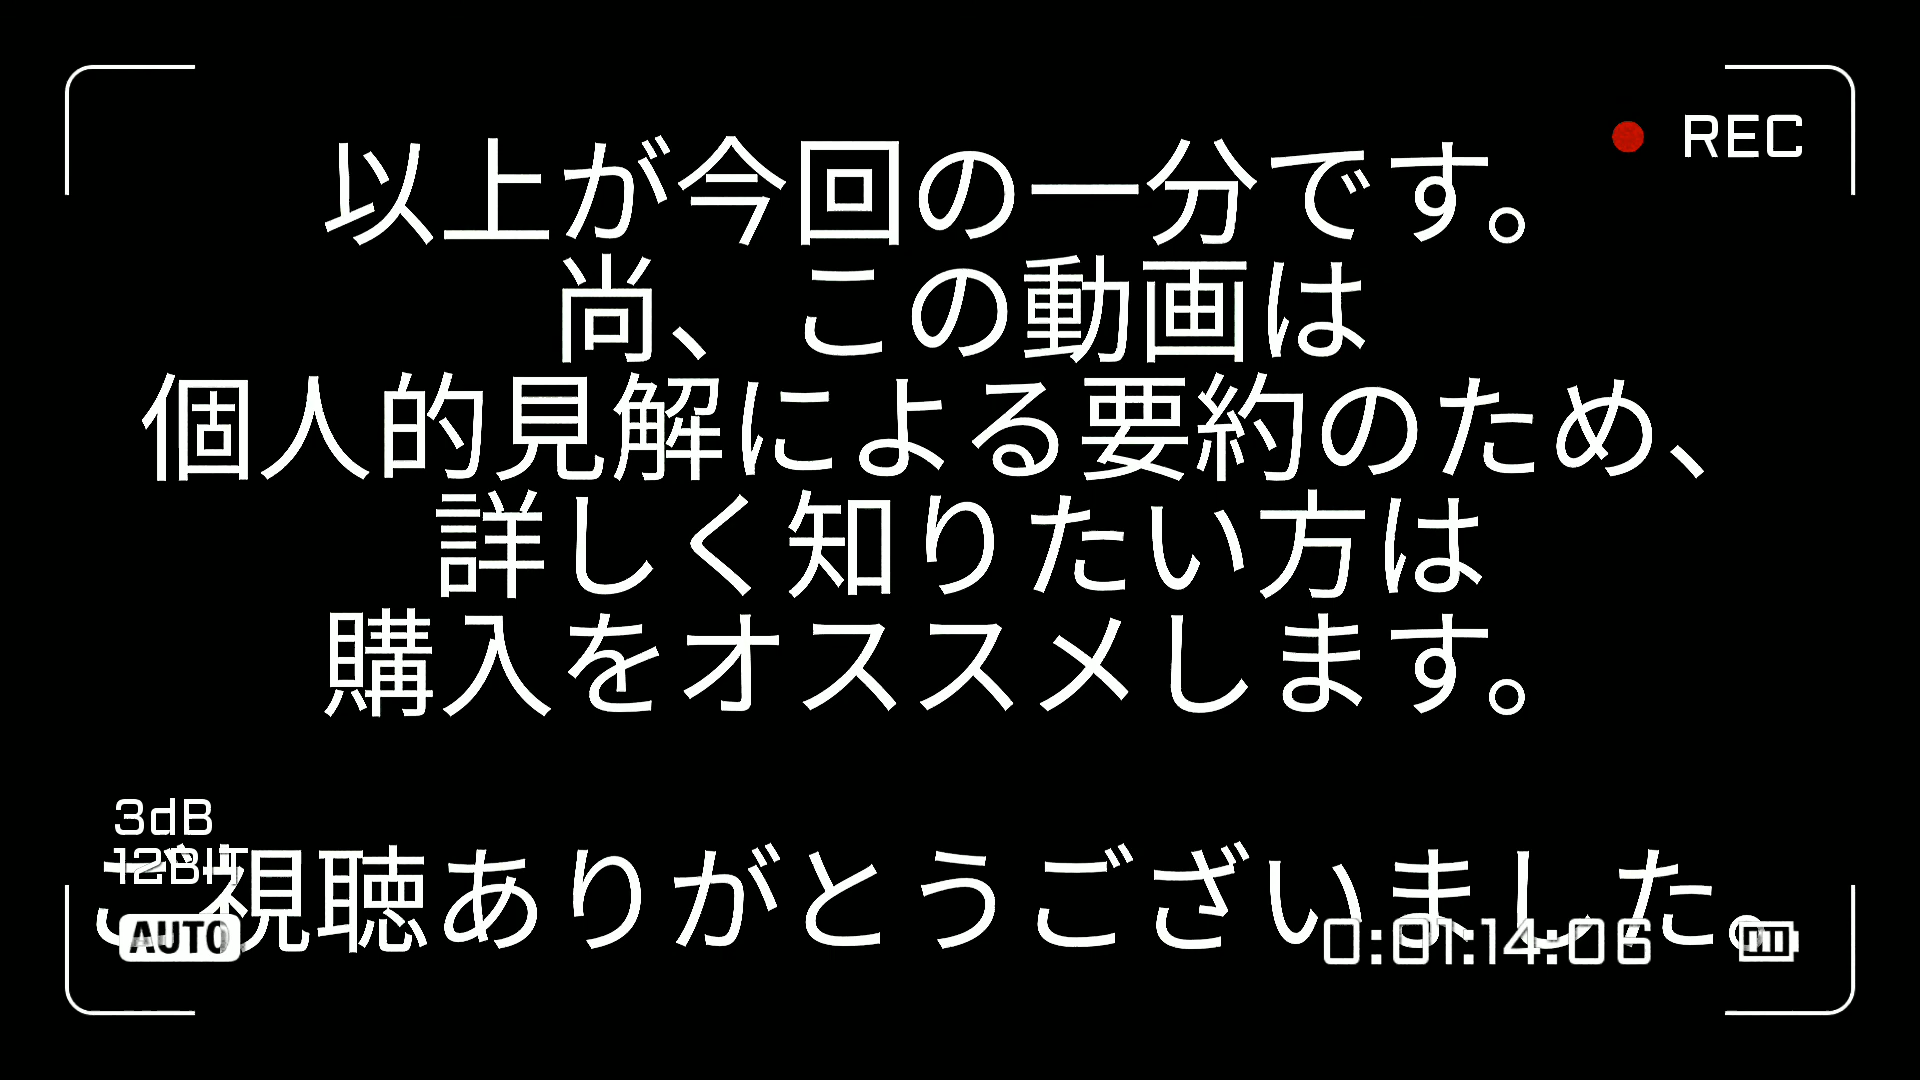 REC
以上が今回の一分です。
尚、この動画は
個人的見解による要約のため、
詳しく知りたい方は
購入をオススメします。
3dB
12BIT
ご視聴ありがとうございました。
AUTO
0:01:14:06